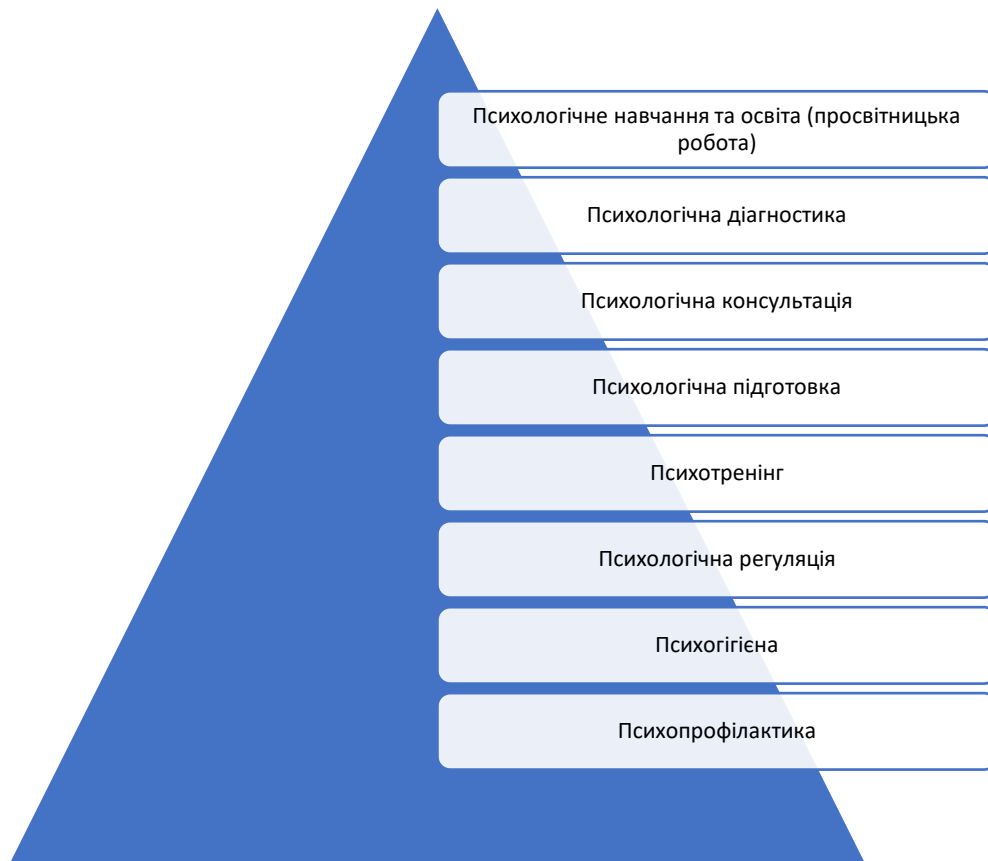 Психологічне навчання та освіта (просвітницька
робота)
Психологічна діагностика
Психологічна консультація
Психологічна підготовка
Психотренінг
Психологічна регуляція
Психогігієна
Психопрофілактика